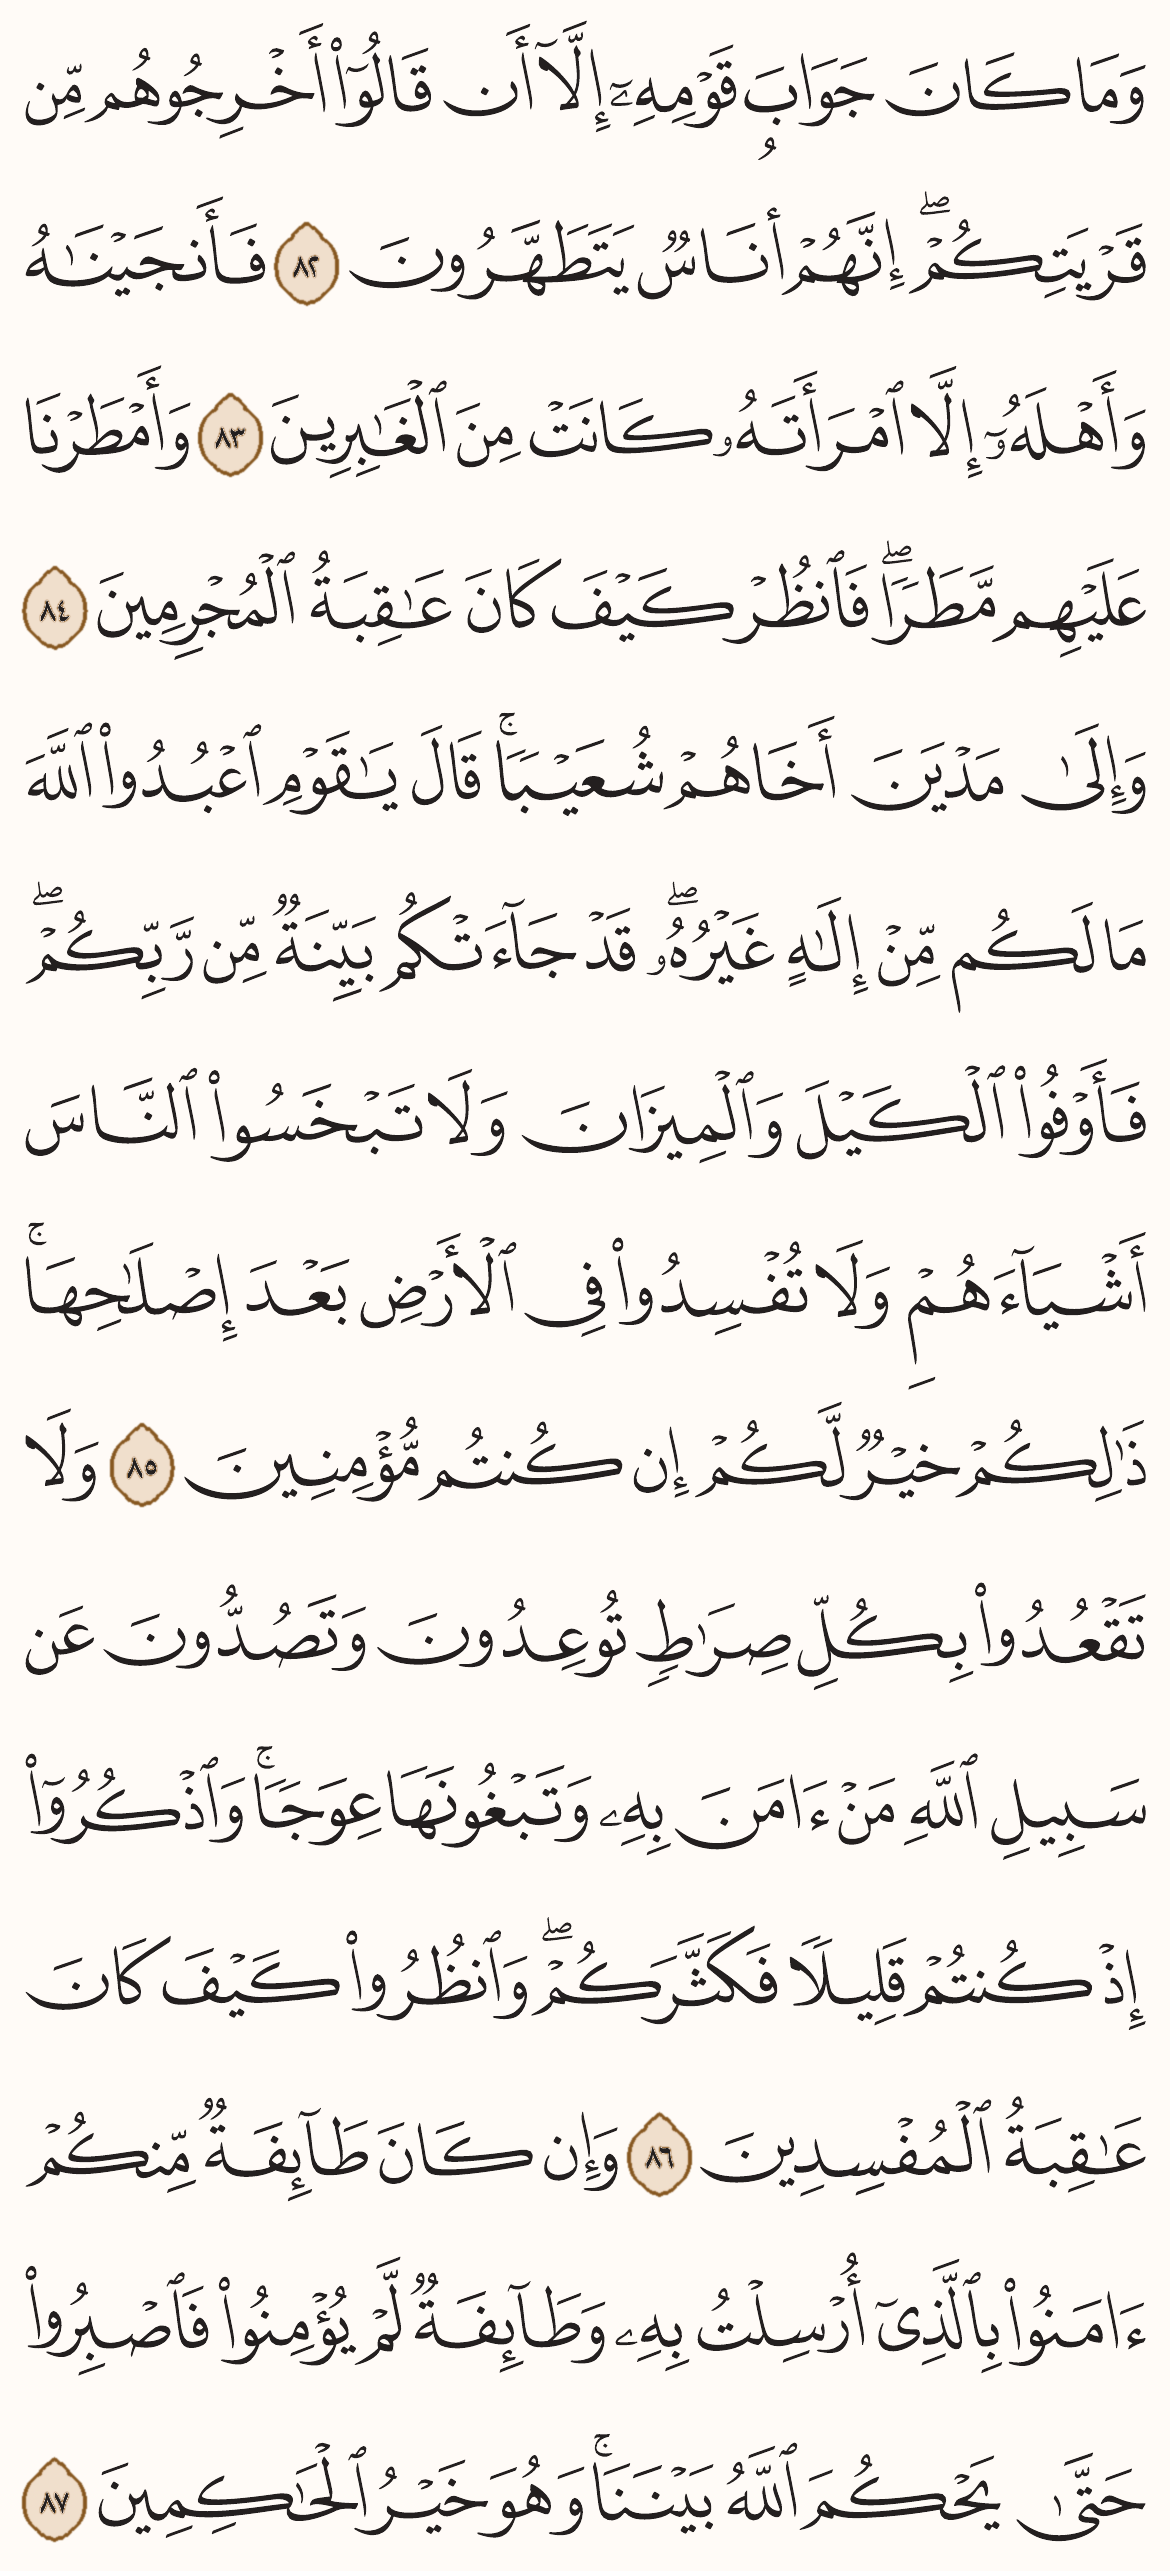 وَمَا كَانَ جَوَابَ قَوْمِهِۦٓ إِلَّآ أَن قَالُوٓا۟ أَخْرِجُوهُم مِّن
قَرْيَتِكُمْ ۖ إِنَّهُمْ أُنَاسٌ يَتَطَهَّرُونَ ٨٢ فَأَنجَيْنَـٰهُ
وَأَهْلَهُۥٓ إِلَّا ٱمْرَأَتَهُۥ كَانَتْ مِنَ ٱلْغَـٰبِرِينَ ٨٣ وَأَمْطَرْنَا
عَلَيْهِم مَّطَرًا ۖ فَٱنظُرْ كَيْفَ كَانَ عَـٰقِبَةُ ٱلْمُجْرِمِينَ ٨٤
وَإِلَىٰ مَدْيَنَ أَخَاهُمْ شُعَيْبًا ۚ قَالَ يَـٰقَوْمِ ٱعْبُدُوا۟ ٱللَّهَ
مَا لَكُم مِّنْ إِلَـٰهٍ غَيْرُهُۥ ۖ قَدْ جَآءَتْكُم بَيِّنَةٌ مِّن رَّبِّكُمْ ۖ
فَأَوْفُوا۟ ٱلْكَيْلَ وَٱلْمِيزَانَ وَلَا تَبْخَسُوا۟ ٱلنَّاسَ
أَشْيَآءَهُمْ وَلَا تُفْسِدُوا۟ فِى ٱلْأَرْضِ بَعْدَ إِصْلَـٰحِهَا ۚ
ذَٰلِكُمْ خَيْرٌ لَّكُمْ إِن كُنتُم مُّؤْمِنِينَ ٨٥ وَلَا
تَقْعُدُوا۟ بِكُلِّ صِرَٰطٍ تُوعِدُونَ وَتَصُدُّونَ عَن
سَبِيلِ ٱللَّهِ مَنْ ءَامَنَ بِهِۦ وَتَبْغُونَهَا عِوَجًا ۚ وَٱذْكُرُوٓا۟
إِذْ كُنتُمْ قَلِيلًا فَكَثَّرَكُمْ ۖ وَٱنظُرُوا۟ كَيْفَ كَانَ
عَـٰقِبَةُ ٱلْمُفْسِدِينَ ٨٦ وَإِن كَانَ طَآئِفَةٌ مِّنكُمْ
ءَامَنُوا۟ بِٱلَّذِىٓ أُرْسِلْتُ بِهِۦ وَطَآئِفَةٌ لَّمْ يُؤْمِنُوا۟ فَٱصْبِرُوا۟
حَتَّىٰ يَحْكُمَ ٱللَّهُ بَيْنَنَا ۚ وَهُوَ خَيْرُ ٱلْحَـٰكِمِينَ ٨٧